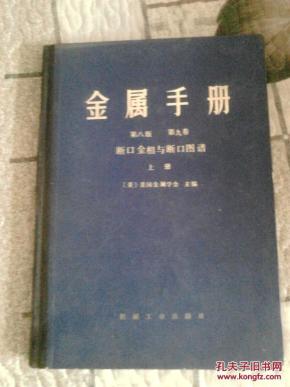 金属手册
第八版 第九卷
断口金相与断口图谱
上册
〔美〕美国金属学会 主编
机械工业出版社
孔夫子旧书网